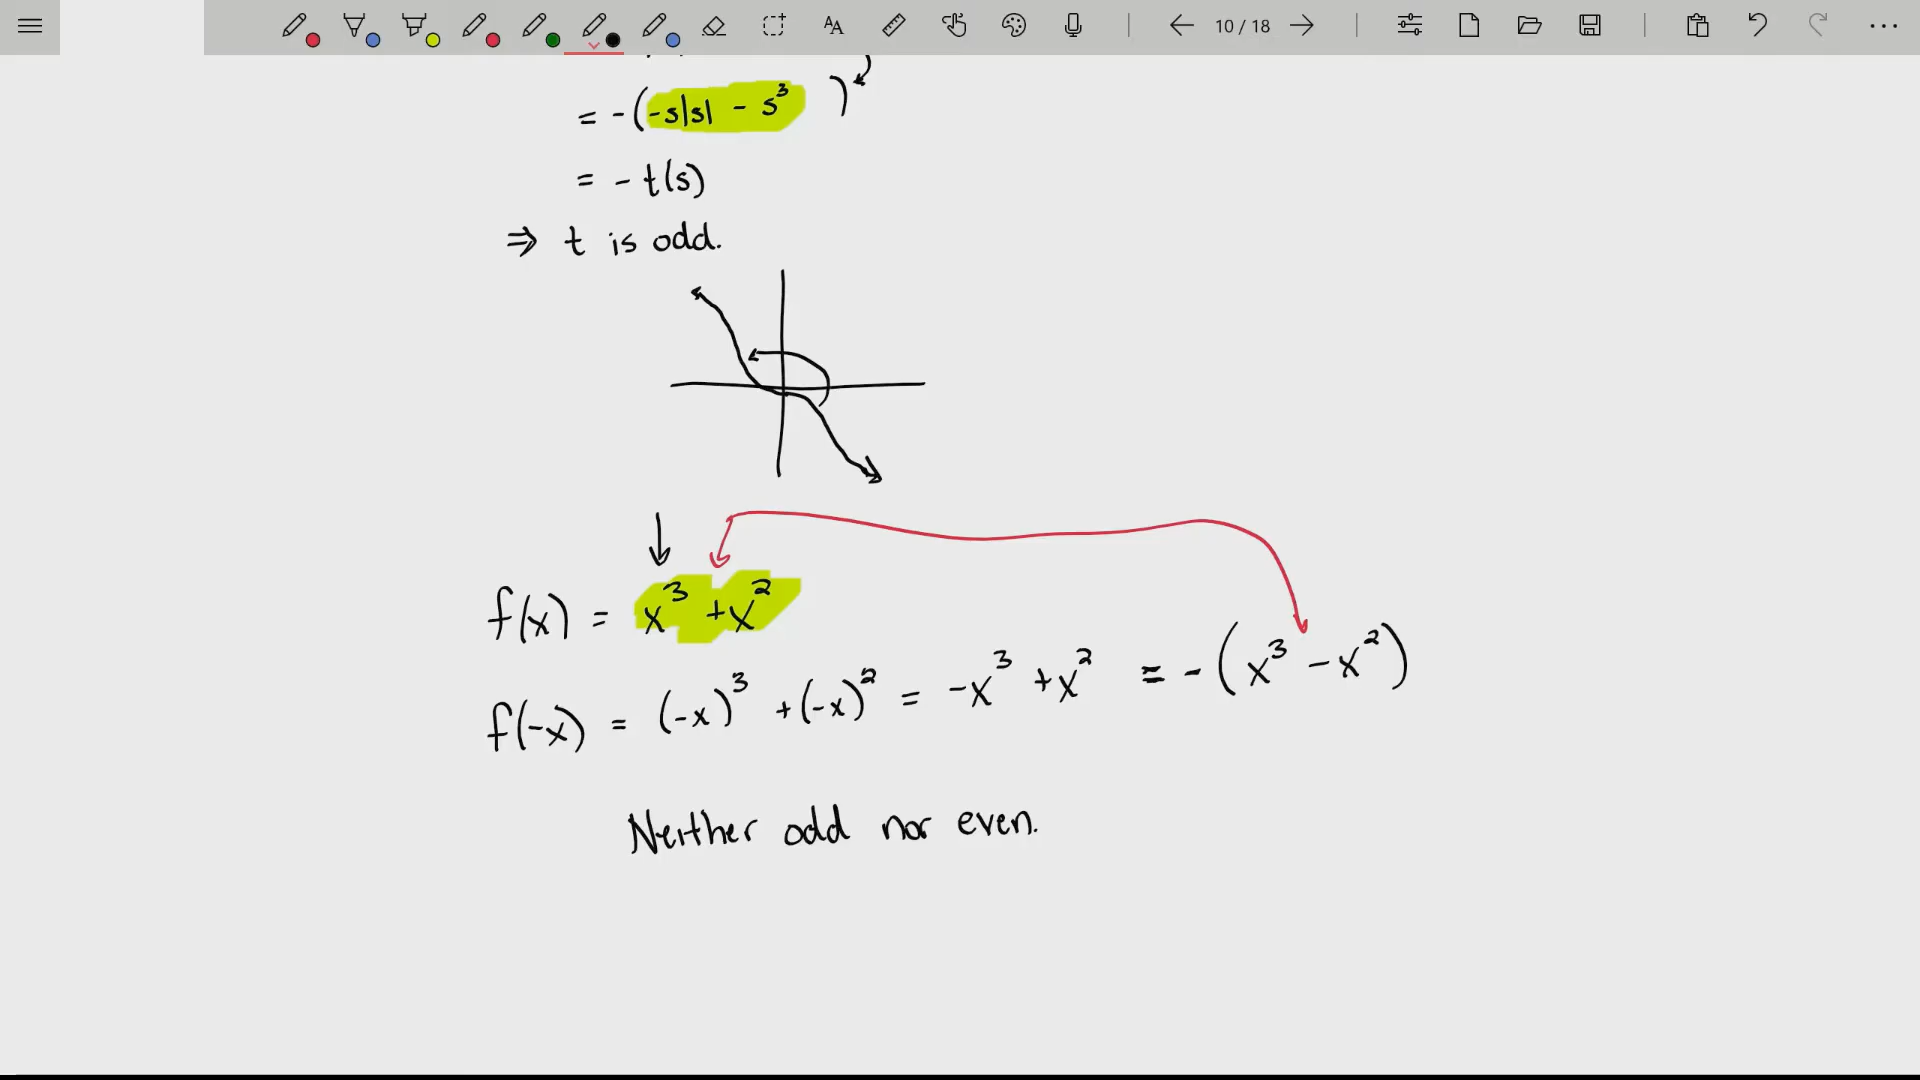 10 / 18
= -(-s|s| - s³ )
= - t(s)
⇒ t is odd.
f(x) = x³ + x²
f(-x) = (-x)³ + (-x)² = -x³ + x² = -(x³ - x²)
Neither odd nor even.